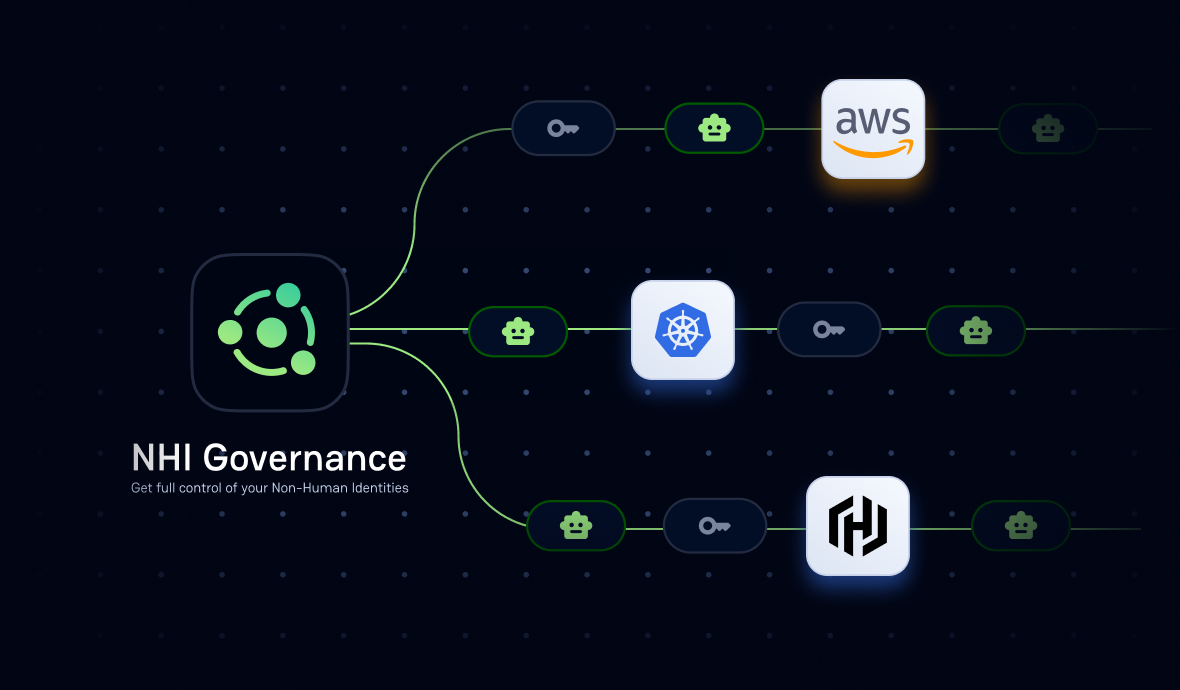 aws
NHI Governance
Get full control of your Non-Human Identities